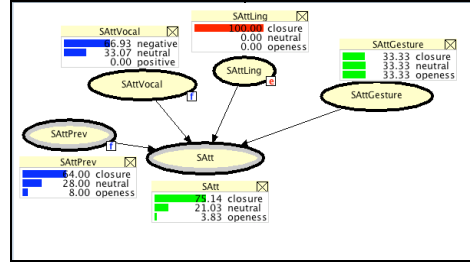 SAttLing
100.00 closure
0.00 neutral
0.00 openess
SAttVocal
66.93 negative
33.07 neutral
0.00 positive
SAttGesture
33.33 closure
33.33 neutral
33.33 openess
SAttVocal
f
SAttLing
e
SAttGesture
SAttPrev
f
SAtt
SAttPrev
64.00 closure
28.00 neutral
8.00 openess
SAtt
75.14 closure
21.03 neutral
3.83 openess